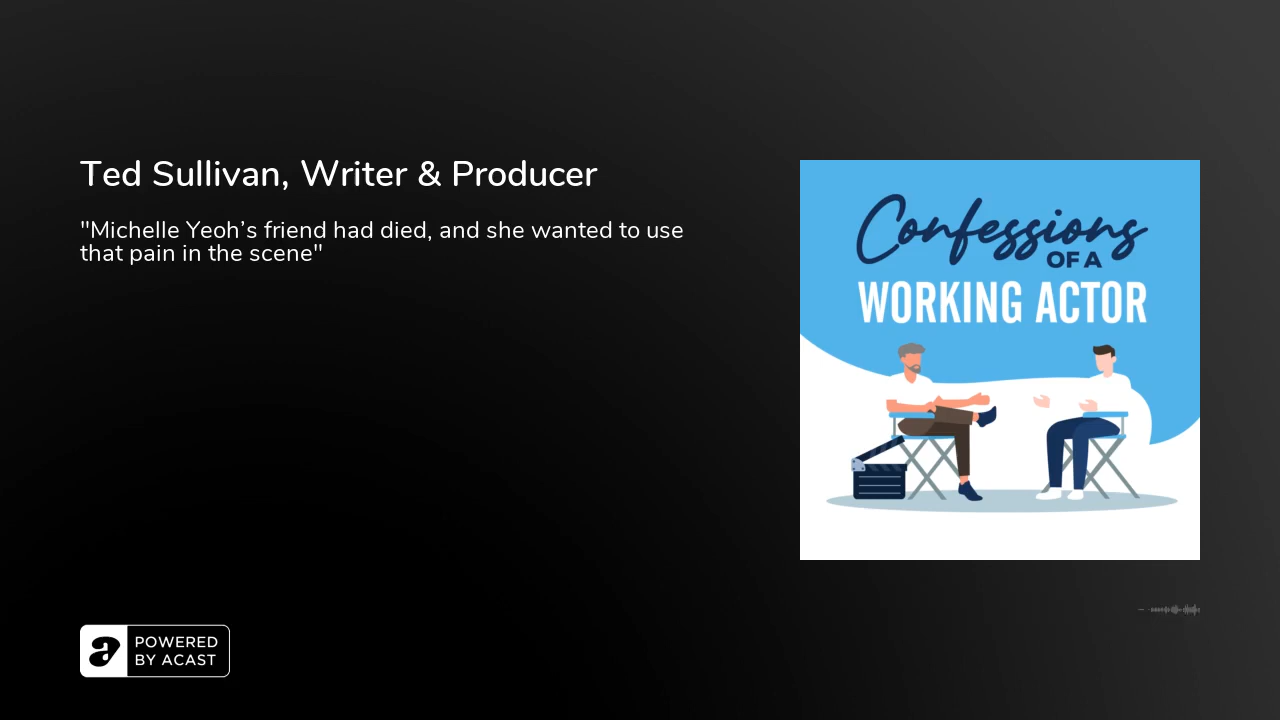 Ted Sullivan, Writer & Producer
"Michelle Yeoh’s friend had died, and she wanted to use
that pain in the scene"
Confessions
OF A
WORKING ACTOR
a
POWERED
BY ACAST